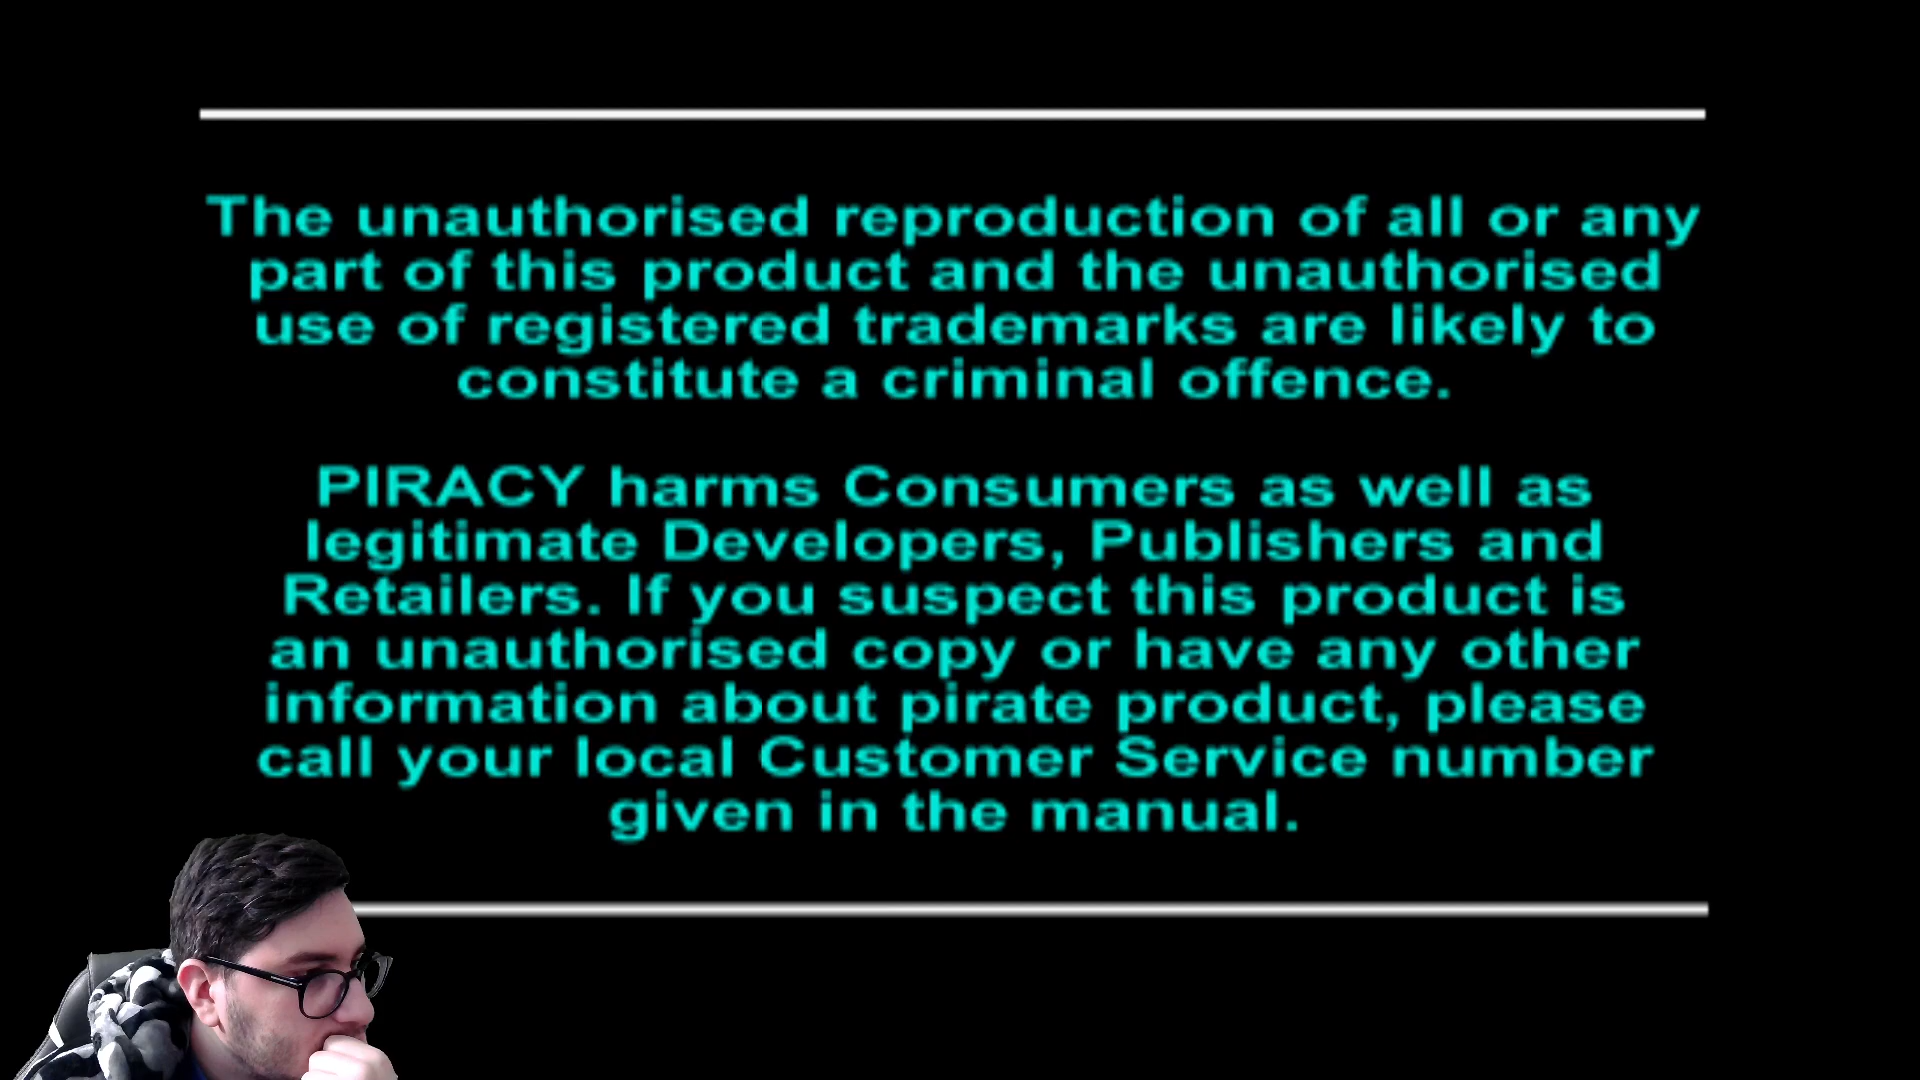 The unauthorised reproduction of all or any
part of this product and the unauthorised
use of registered trademarks are likely to
constitute a criminal offence.
PIRACY harms Consumers as well as
legitimate Developers, Publishers and
Retailers. If you suspect this product is
an unauthorised copy or have any other
information about pirate product, please
call your local Customer Service number
given in the manual.